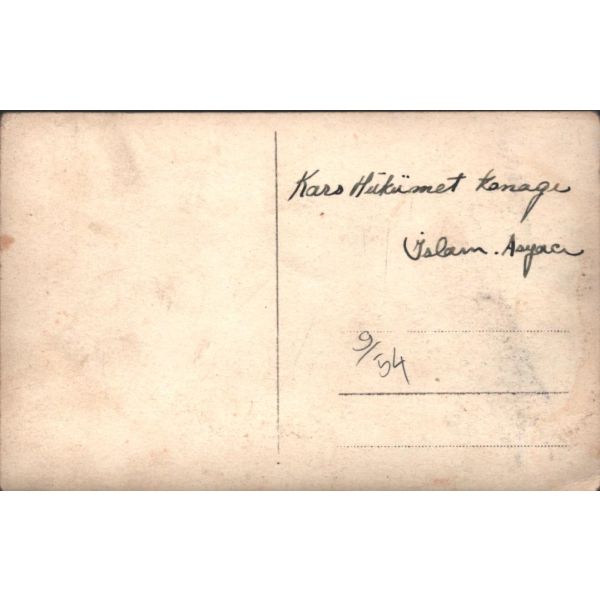 Kars Hükümet konağı
İslam. Asyacı
9/54